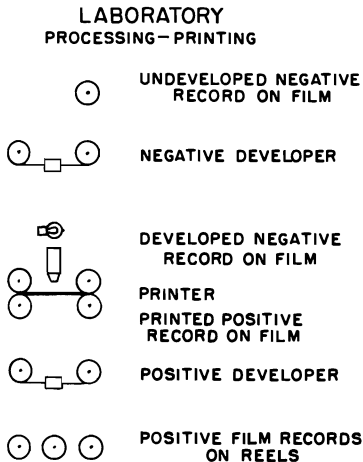 LABORATORY
PROCESSING-PRINTING
UNDEVELOPED NEGATIVE
RECORD ON FILM
NEGATIVE DEVELOPER
DEVELOPED NEGATIVE
RECORD ON FILM
PRINTER
PRINTED POSITIVE
RECORD ON FILM
POSITIVE DEVELOPER
POSITIVE FILM RECORDS
ON REELS